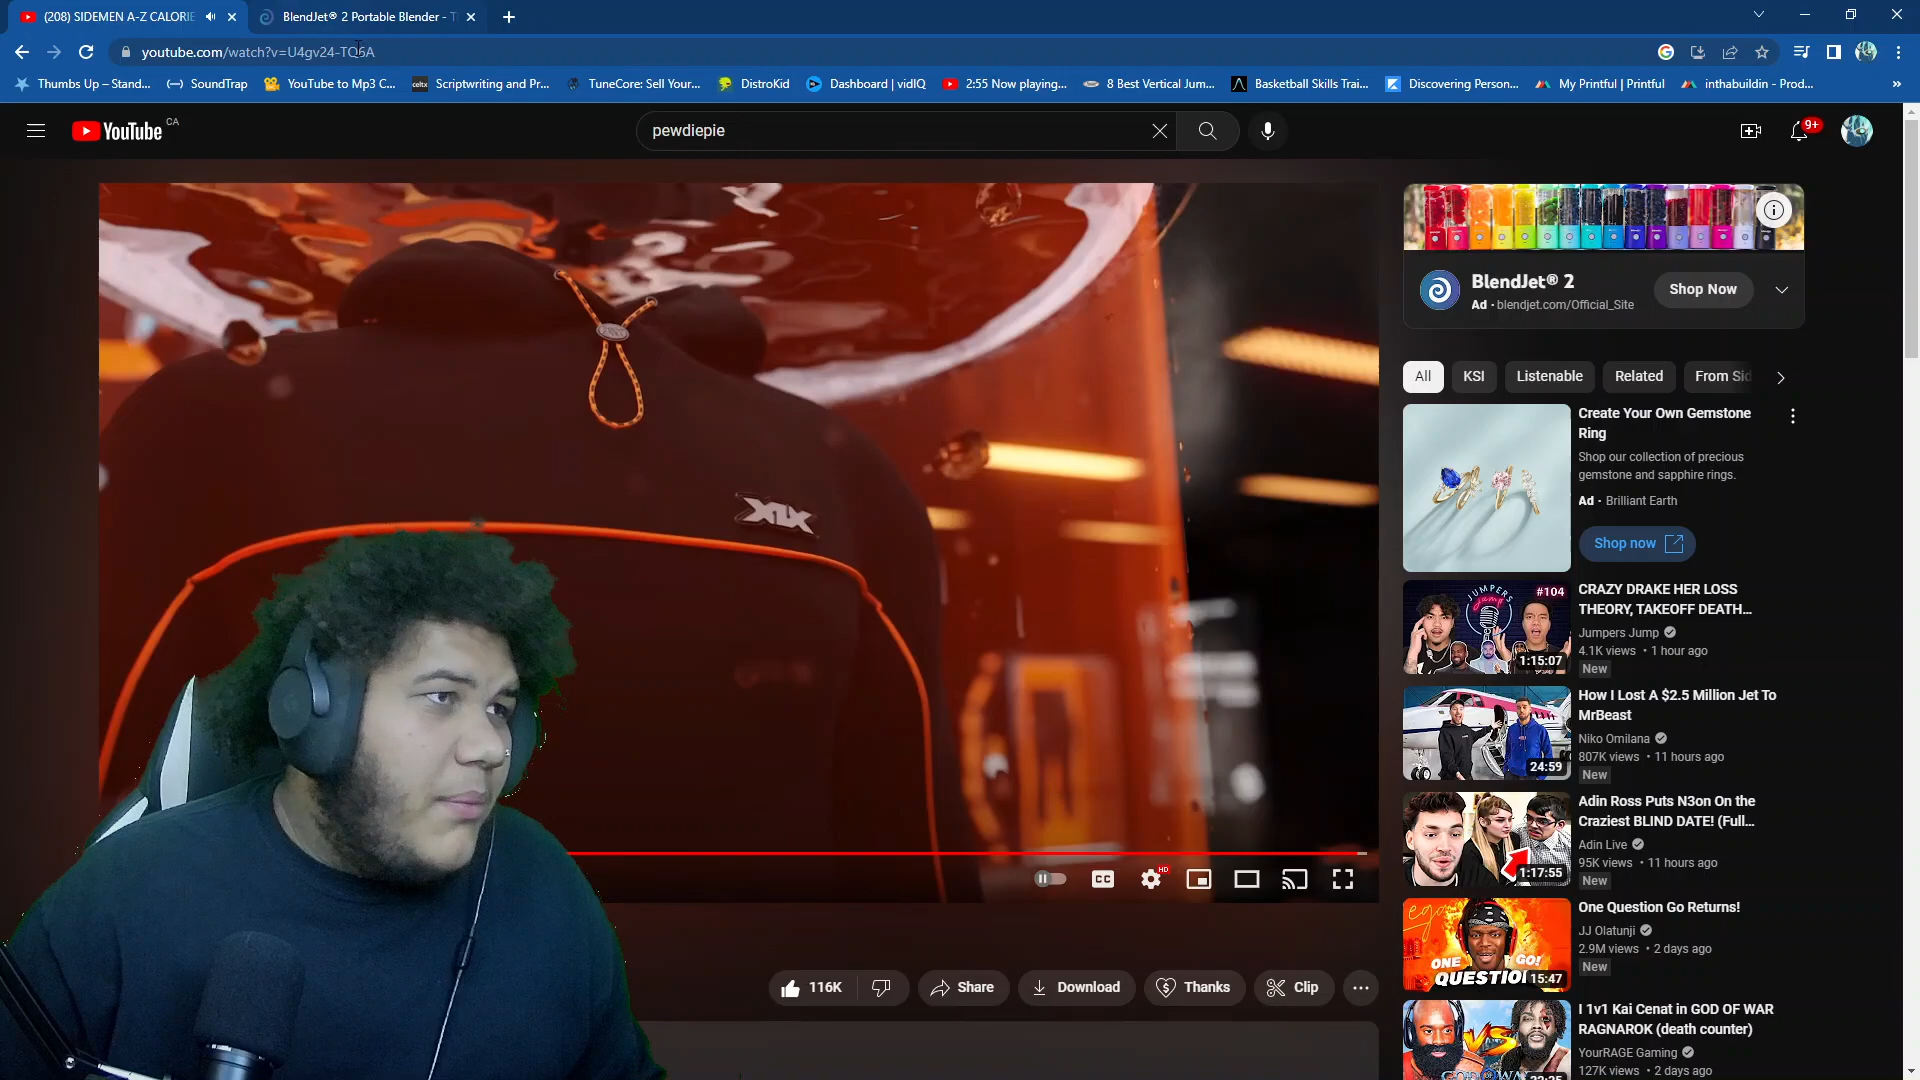 (208) SIDEMEN A-Z CALORIE
BlendJet® 2 Portable Blender - T
youtube.com/watch?v=U4gv24-TQ5A
Thumbs Up – Stand...
SoundTrap
YouTube to Mp3 C...
celtx
Scriptwriting and Pr...
TuneCore: Sell Your...
DistroKid
Dashboard | vidIQ
2:55 Now playing...
8 Best Vertical Jum...
Basketball Skills Trai...
Discovering Person...
My Printful | Printful
inthabuildin - Prod...
YouTube CA
pewdiepie
9+
XIX
BlendJet® 2
Ad · blendjet.com/Official_Site
Shop Now
All
KSI
Listenable
Related
From Sid
Create Your Own Gemstone
Ring
Shop our collection of precious
gemstone and sapphire rings.
Ad · Brilliant Earth
Shop now
JUMPERS
jump
#104
1:15:07
CRAZY DRAKE HER LOSS
THEORY, TAKEOFF DEATH...
Jumpers Jump
4.1K views · 1 hour ago
New
24:59
How I Lost A $2.5 Million Jet To
MrBeast
Niko Omilana
807K views · 11 hours ago
New
1:17:55
Adin Ross Puts N3on On the
Craziest BLIND DATE! (Full...
Adin Live
95K views · 11 hours ago
New
ONE GO!
QUESTION
15:47
One Question Go Returns!
JJ Olatunji
2.9M views · 2 days ago
New
VS
I 1v1 Kai Cenat in GOD OF WAR
RAGNAROK (death counter)
YourRAGE Gaming
127K views · 2 days ago
CC
HD
116K
Share
Download
Thanks
Clip